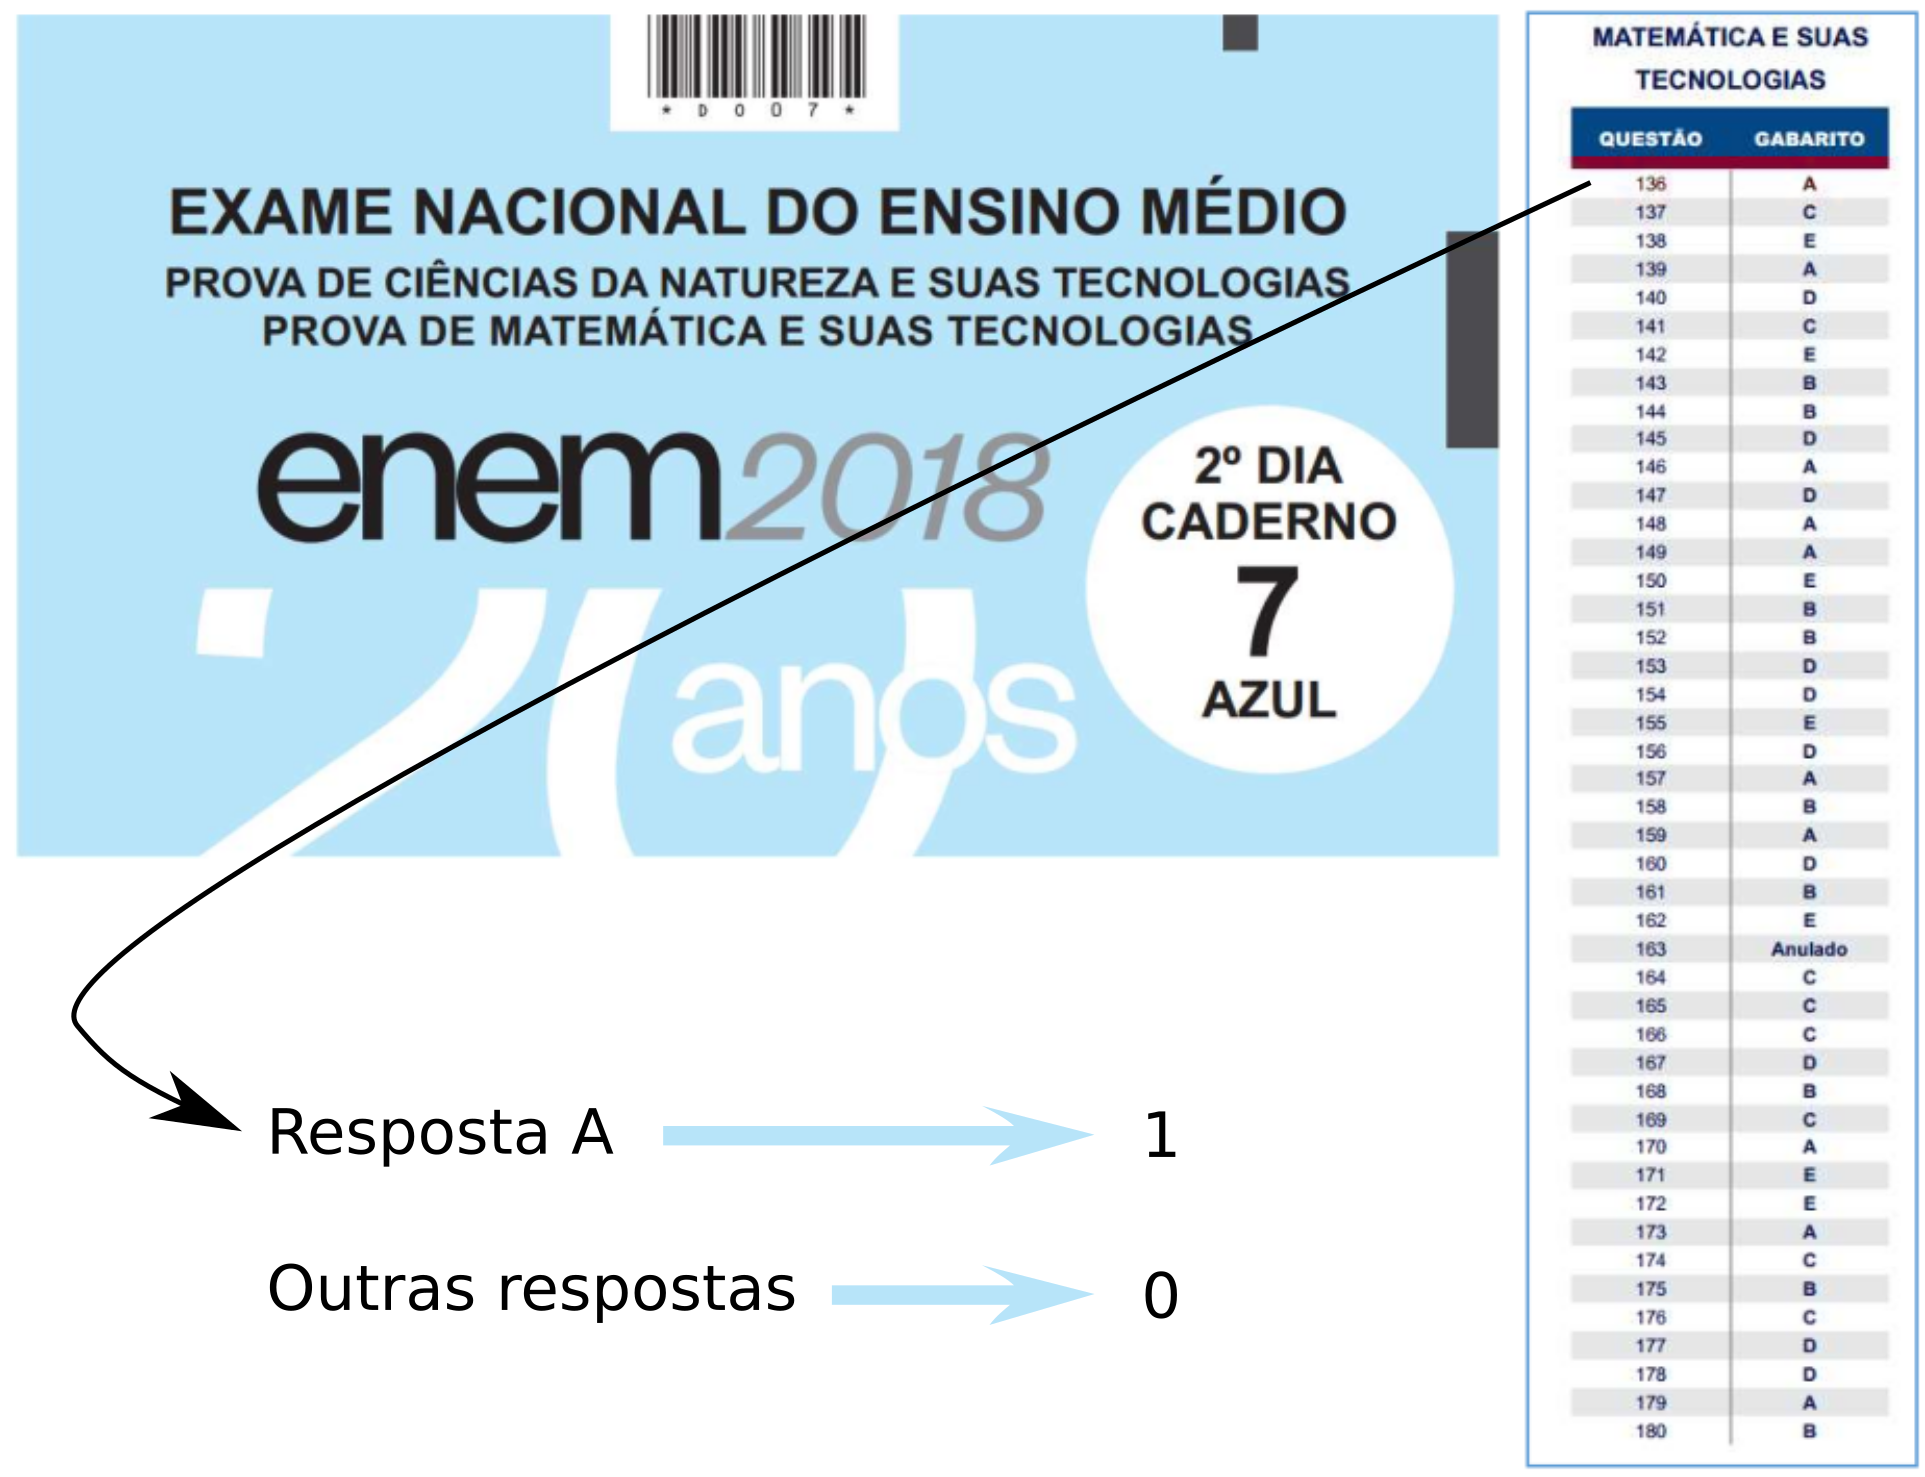 * D 0 0 7 *
EXAME NACIONAL DO ENSINO MÉDIO
PROVA DE CIÊNCIAS DA NATUREZA E SUAS TECNOLOGIAS
PROVA DE MATEMÁTICA E SUAS TECNOLOGIAS
enem2018
20 anos
2º DIA
CADERNO
7
AZUL
Resposta A 1
Outras respostas 0
MATEMÁTICA E SUAS
TECNOLOGIAS
QUESTÃO GABARITO
136 A
137 C
138 E
139 A
140 D
141 C
142 E
143 B
144 B
145 D
146 A
147 D
148 A
149 A
150 E
151 B
152 B
153 D
154 D
155 E
156 D
157 A
158 B
159 A
160 D
161 B
162 E
163 Anulado
164 C
165 C
166 C
167 D
168 B
169 C
170 A
171 E
172 E
173 A
174 C
175 B
176 C
177 D
178 D
179 A
180 B